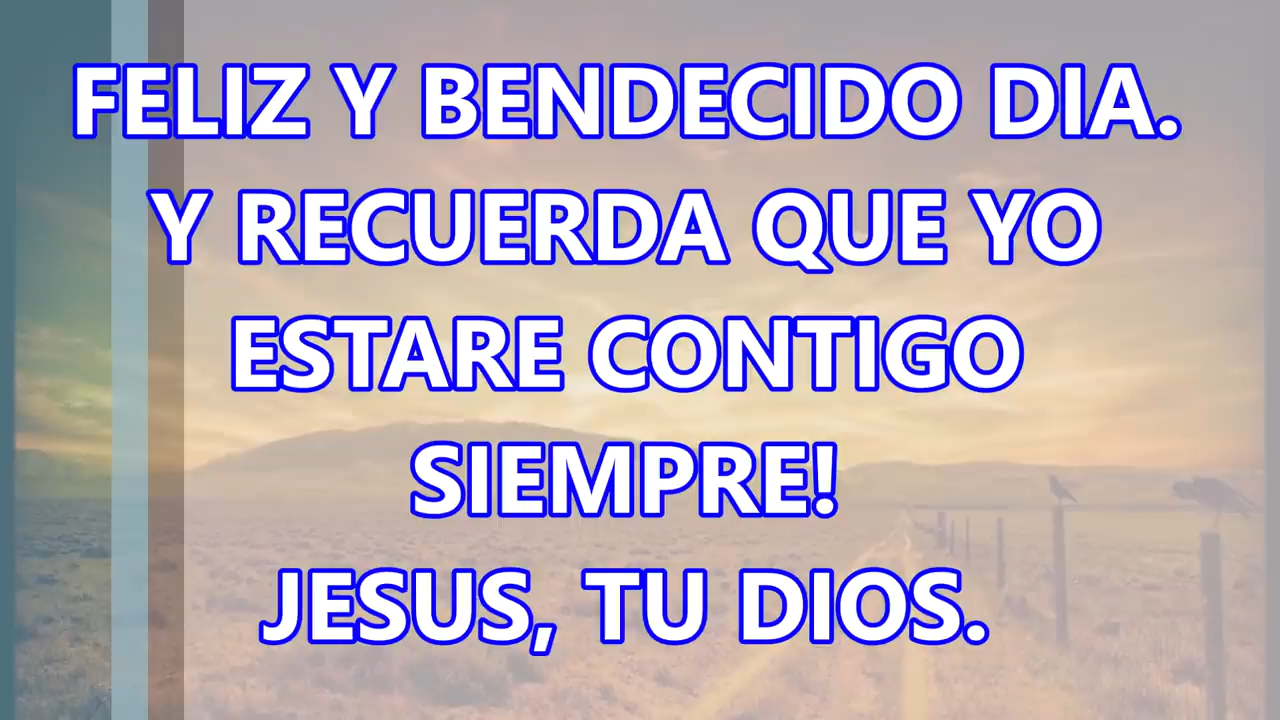 FELIZ Y BENDECIDO DIA.
Y RECUERDA QUE YO
ESTARE CONTIGO
SIEMPRE!
JESUS, TU DIOS.